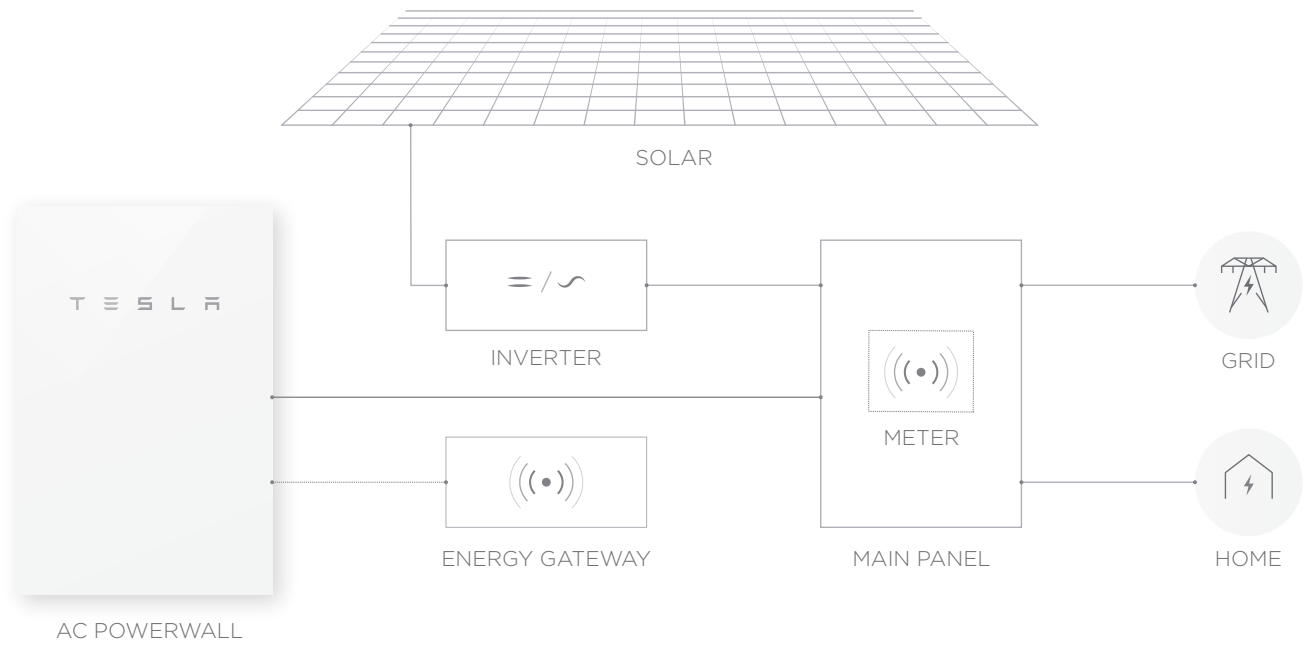 SOLAR
TESLA
INVERTER
GRID
METER
ENERGY GATEWAY
MAIN PANEL
HOME
AC POWERWALL